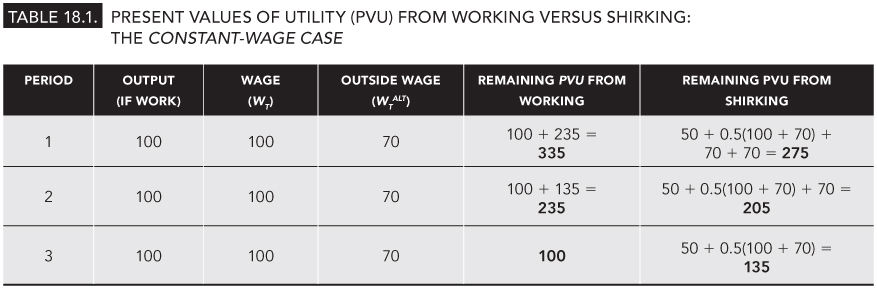 TABLE 18.1. PRESENT VALUES OF UTILITY (PVU) FROM WORKING VERSUS SHIRKING:
THE CONSTANT-WAGE CASE
PERIOD OUTPUT (IF WORK) WAGE (W_T) OUTSIDE WAGE (W_T^ALT) REMAINING PVU FROM WORKING REMAINING PVU FROM SHIRKING
1 100 100 70 100 + 235 = 335 50 + 0.5(100 + 70) + 70 + 70 = 275
2 100 100 70 100 + 135 = 235 50 + 0.5(100 + 70) + 70 = 205
3 100 100 70 100 50 + 0.5(100 + 70) = 135